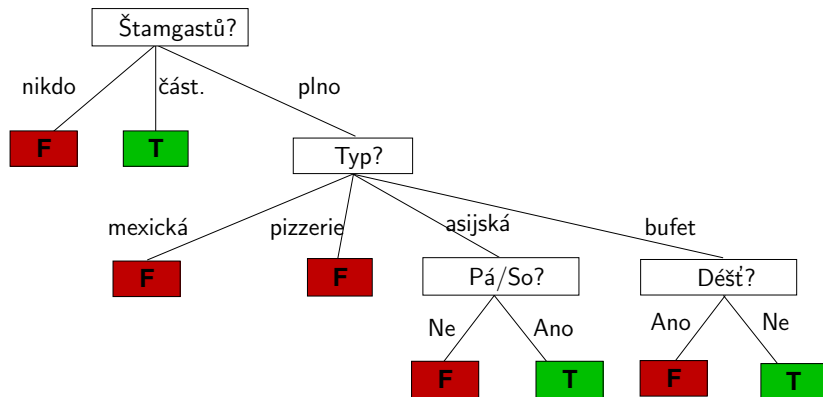 Štamgastů?
nikdo část. plno
F T
Typ?
mexická pizzerie asijská bufet
F F Pá/So? Déšť?
Ne Ano Ano Ne
F T F T